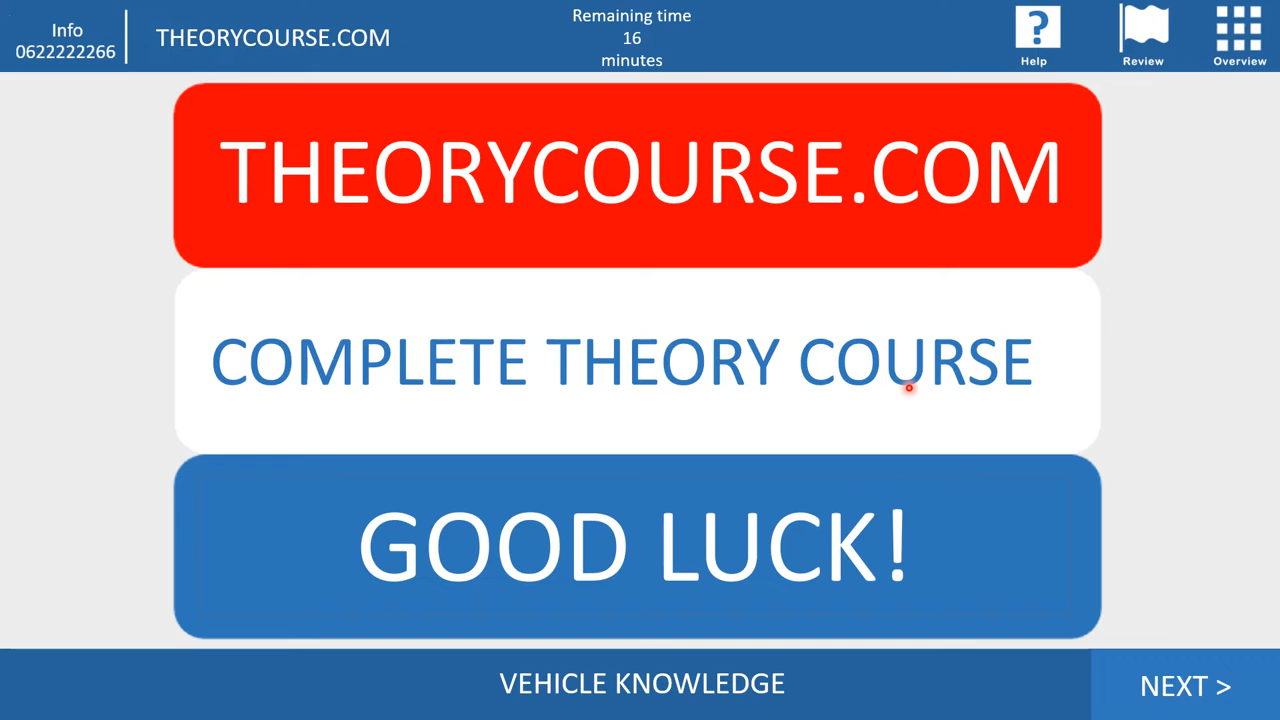 Info
0622222266
THEORYCOURSE.COM
Remaining time
16
minutes
?
Help
Review
Overview
THEORYCOURSE.COM
COMPLETE THEORY COURSE
GOOD LUCK!
VEHICLE KNOWLEDGE
NEXT >